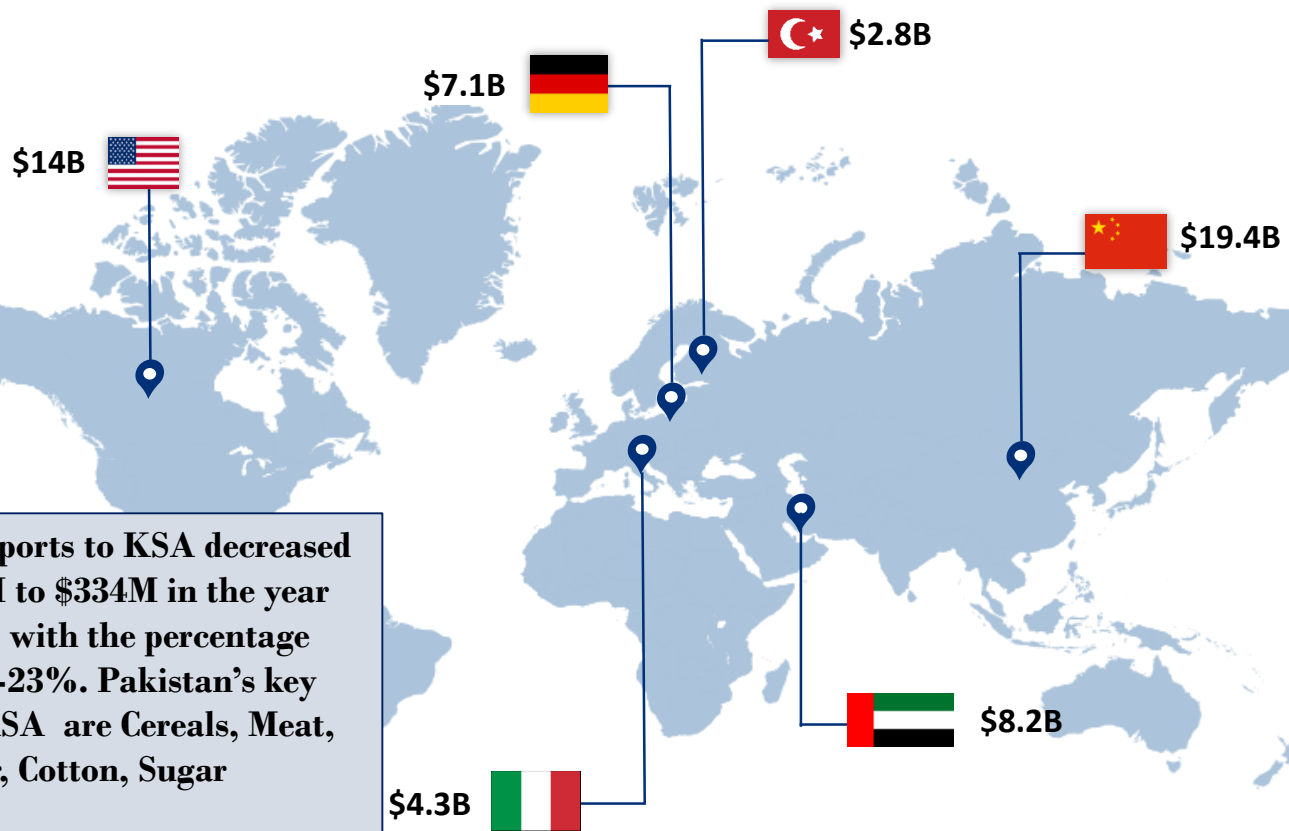 $2.8B
$7.1B
$14B
$19.4B
ports to KSA decreased
to $334M in the year
with the percentage
-23%. Pakistan’s key
are Cereals, Meat,
Cotton, Sugar
$8.2B
$4.3B